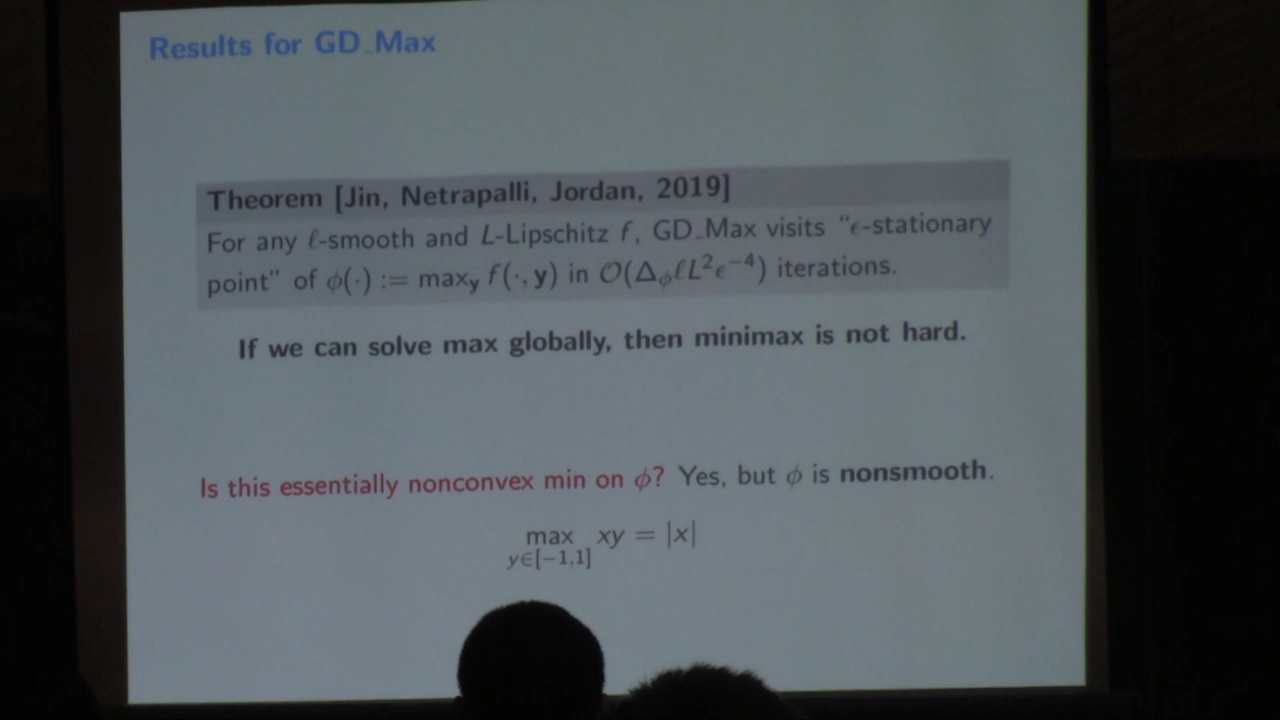 Results for GD_Max
Theorem [Jin, Netrapalli, Jordan, 2019]
For any ℓ-smooth and L-Lipschitz f, GD_Max visits “ϵ-stationary
point” of ϕ(·) := max_y f(·, y) in O(Δ_ϕ ℓL²ϵ⁻⁴) iterations.
If we can solve max globally, then minimax is not hard.
Is this essentially nonconvex min on ϕ? Yes, but ϕ is nonsmooth.
max xy = |x|
y∈[−1,1]